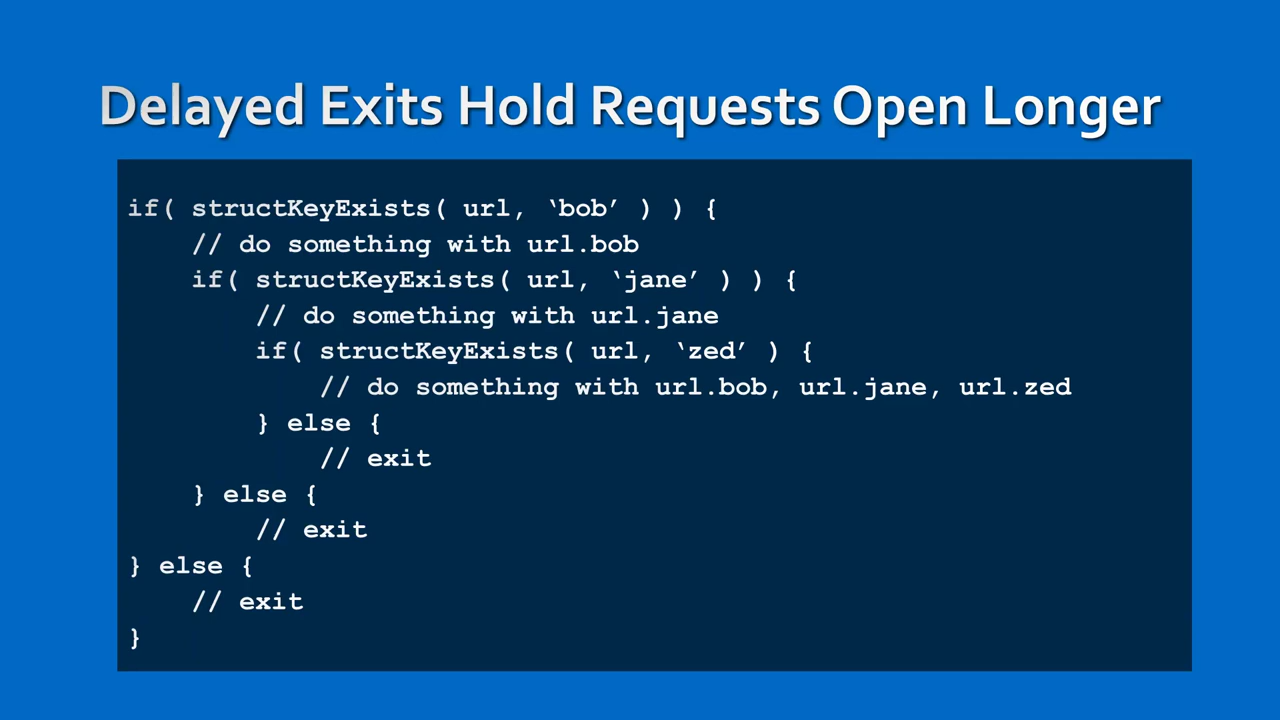 Delayed Exits Hold Requests Open Longer
if( structKeyExists( url, ‘bob’ ) ) {
    // do something with url.bob
    if( structKeyExists( url, ‘jane’ ) ) {
        // do something with url.jane
        if( structKeyExists( url, ‘zed’ ) {
            // do something with url.bob, url.jane, url.zed
        } else {
            // exit
    } else {
        // exit
} else {
    // exit
}